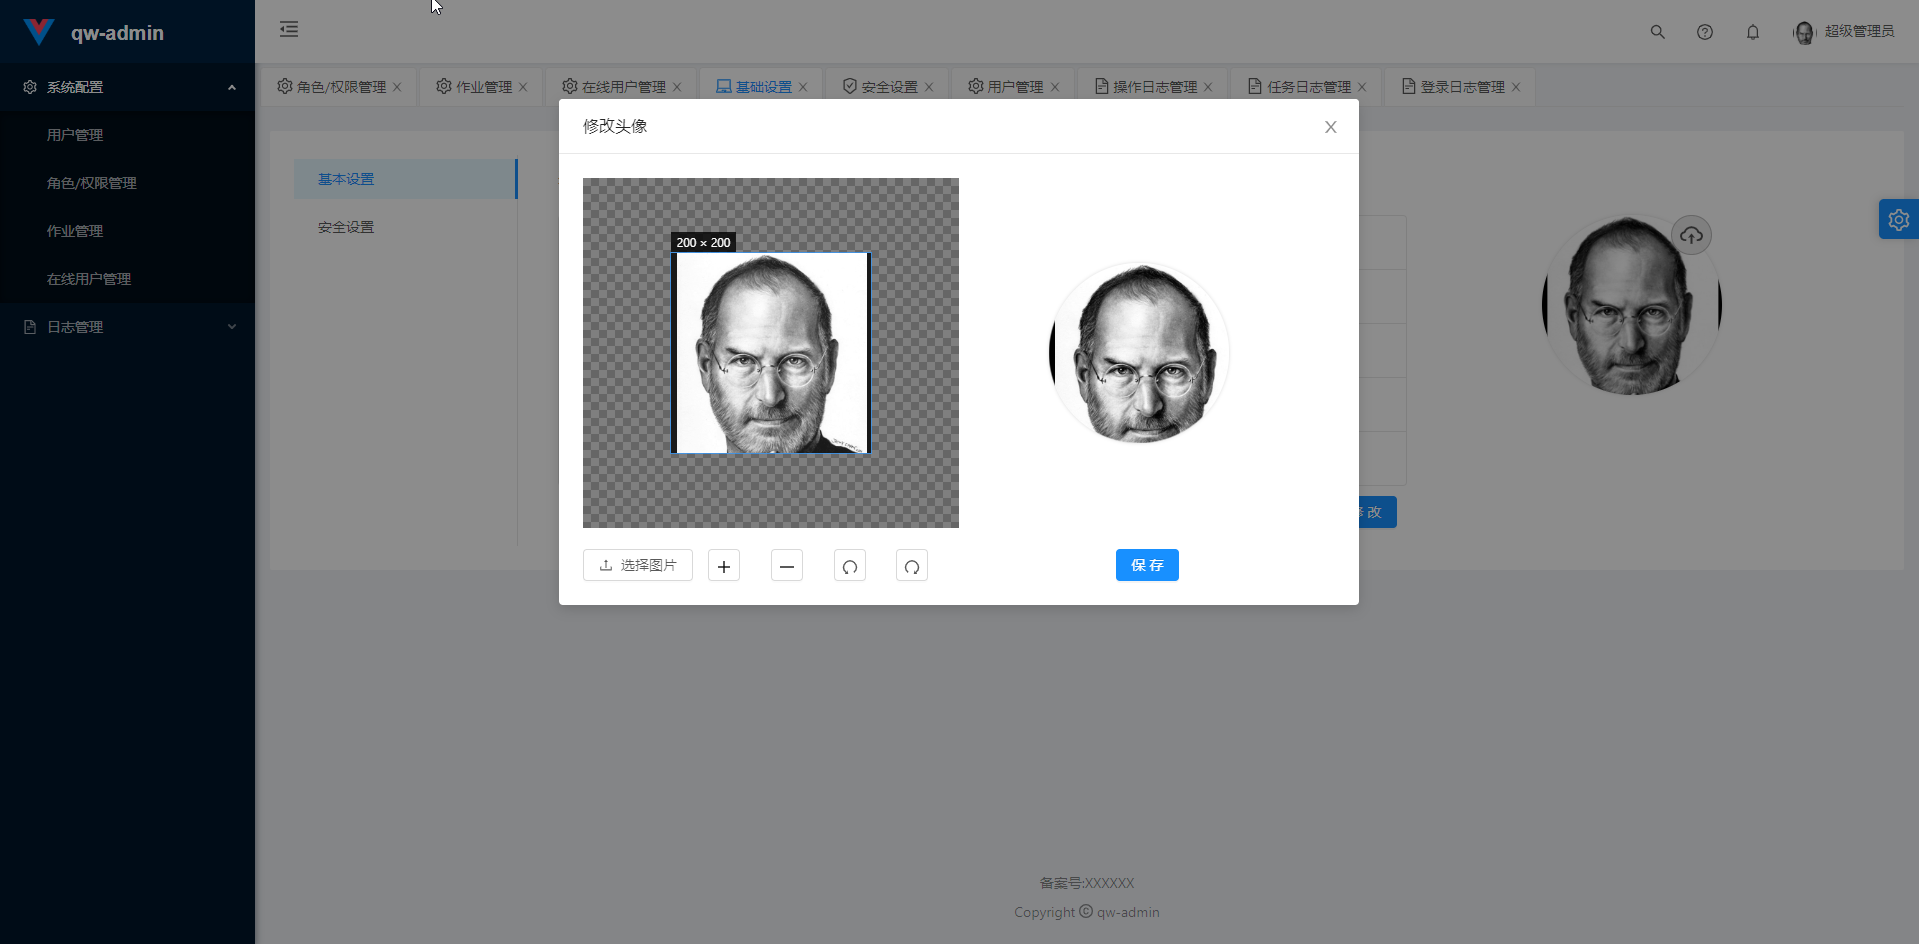 qw-admin
超级管理员
系统配置
用户管理
角色/权限管理
作业管理
在线用户管理
日志管理
角色/权限管理
作业管理
在线用户管理
基础设置
安全设置
用户管理
操作日志管理
任务日志管理
登录日志管理
基本设置
安全设置
修改头像
200 × 200
选择图片
保 存
改
备案号:XXXXXX
Copyright © qw-admin